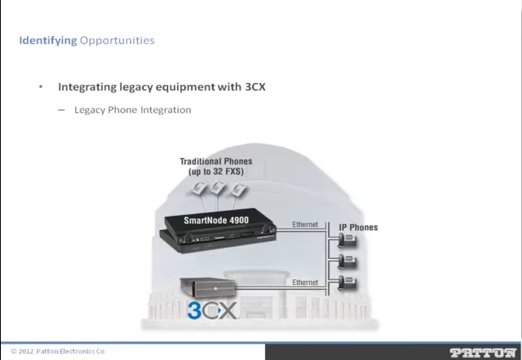 Identifying Opportunities
• Integrating legacy equipment with 3CX
– Legacy Phone Integration
Traditional Phones
(up to 32 FXS)
SmartNode 4900
Ethernet
IP Phones
Ethernet
3CX
© 2012 Patton Electronics Co.
PATTON